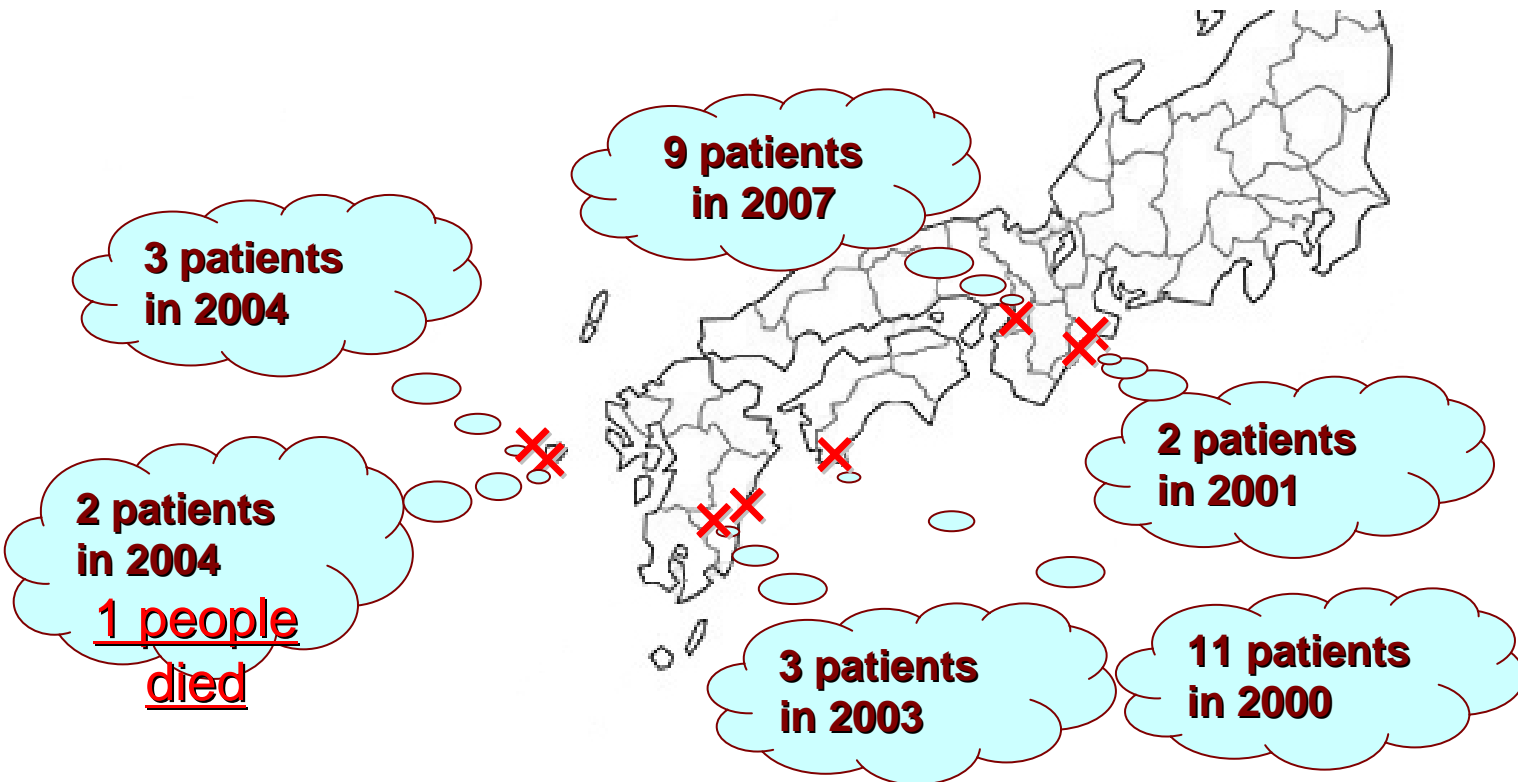 9 patients
in 2007
3 patients
in 2004
2 patients
in 2001
2 patients
in 2004
1 people
died
3 patients
in 2003
11 patients
in 2000